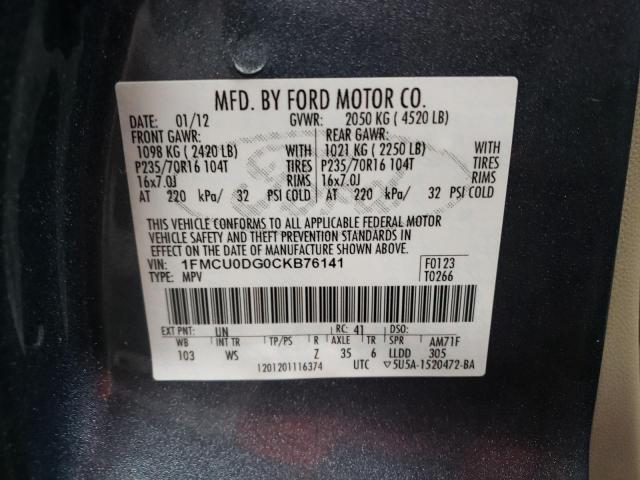 MFD. BY FORD MOTOR CO.
DATE: 01/12 GVWR: 2050 KG ( 4520 LB)
FRONT GAWR: REAR GAWR:
1098 KG ( 2420 LB) WITH 1021 KG ( 2250 LB) WITH
P235/70R16 104T TIRES P235/70R16 104T TIRES
16x7.0J RIMS 16x7.0J RIMS
AT 220 kPa/ 32 PSI COLD AT 220 kPa/ 32 PSI COLD
THIS VEHICLE CONFORMS TO ALL APPLICABLE FEDERAL MOTOR
VEHICLE SAFETY AND THEFT PREVENTION STANDARDS IN
EFFECT ON THE DATE OF MANUFACTURE SHOWN ABOVE.
VIN: 1FMCU0DG0CKB76141 F0123
TYPE: MPV T0266
EXT PNT: UN RC: 41 DSO:
WB INT TR TP/PS R AXLE TR SPR AM71F
103 WS Z 35 6 LLDD 305
1201201116374 UTC ▽5U5A-1520472-BA